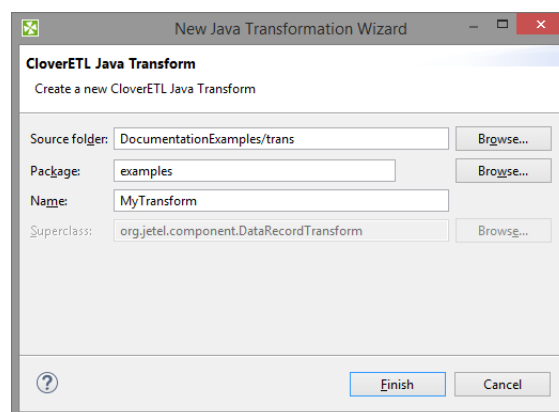 New Java Transformation Wizard
CloverETL Java Transform
Create a new CloverETL Java Transform
Source folder: DocumentationExamples/trans Browse...
Package: examples Browse...
Name: MyTransform
Superclass: org.jetel.component.DataRecordTransform Browse...
Finish Cancel